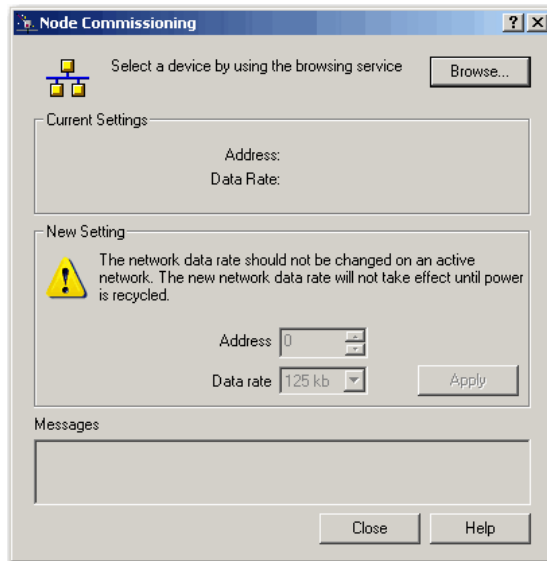 Node Commissioning
Select a device by using the browsing service
Browse...
Current Settings
Address:
Data Rate:
New Setting
The network data rate should not be changed on an active
network. The new network data rate will not take effect until power
is recycled.
Address 0
Data rate 125 kb
Apply
Messages
Close Help